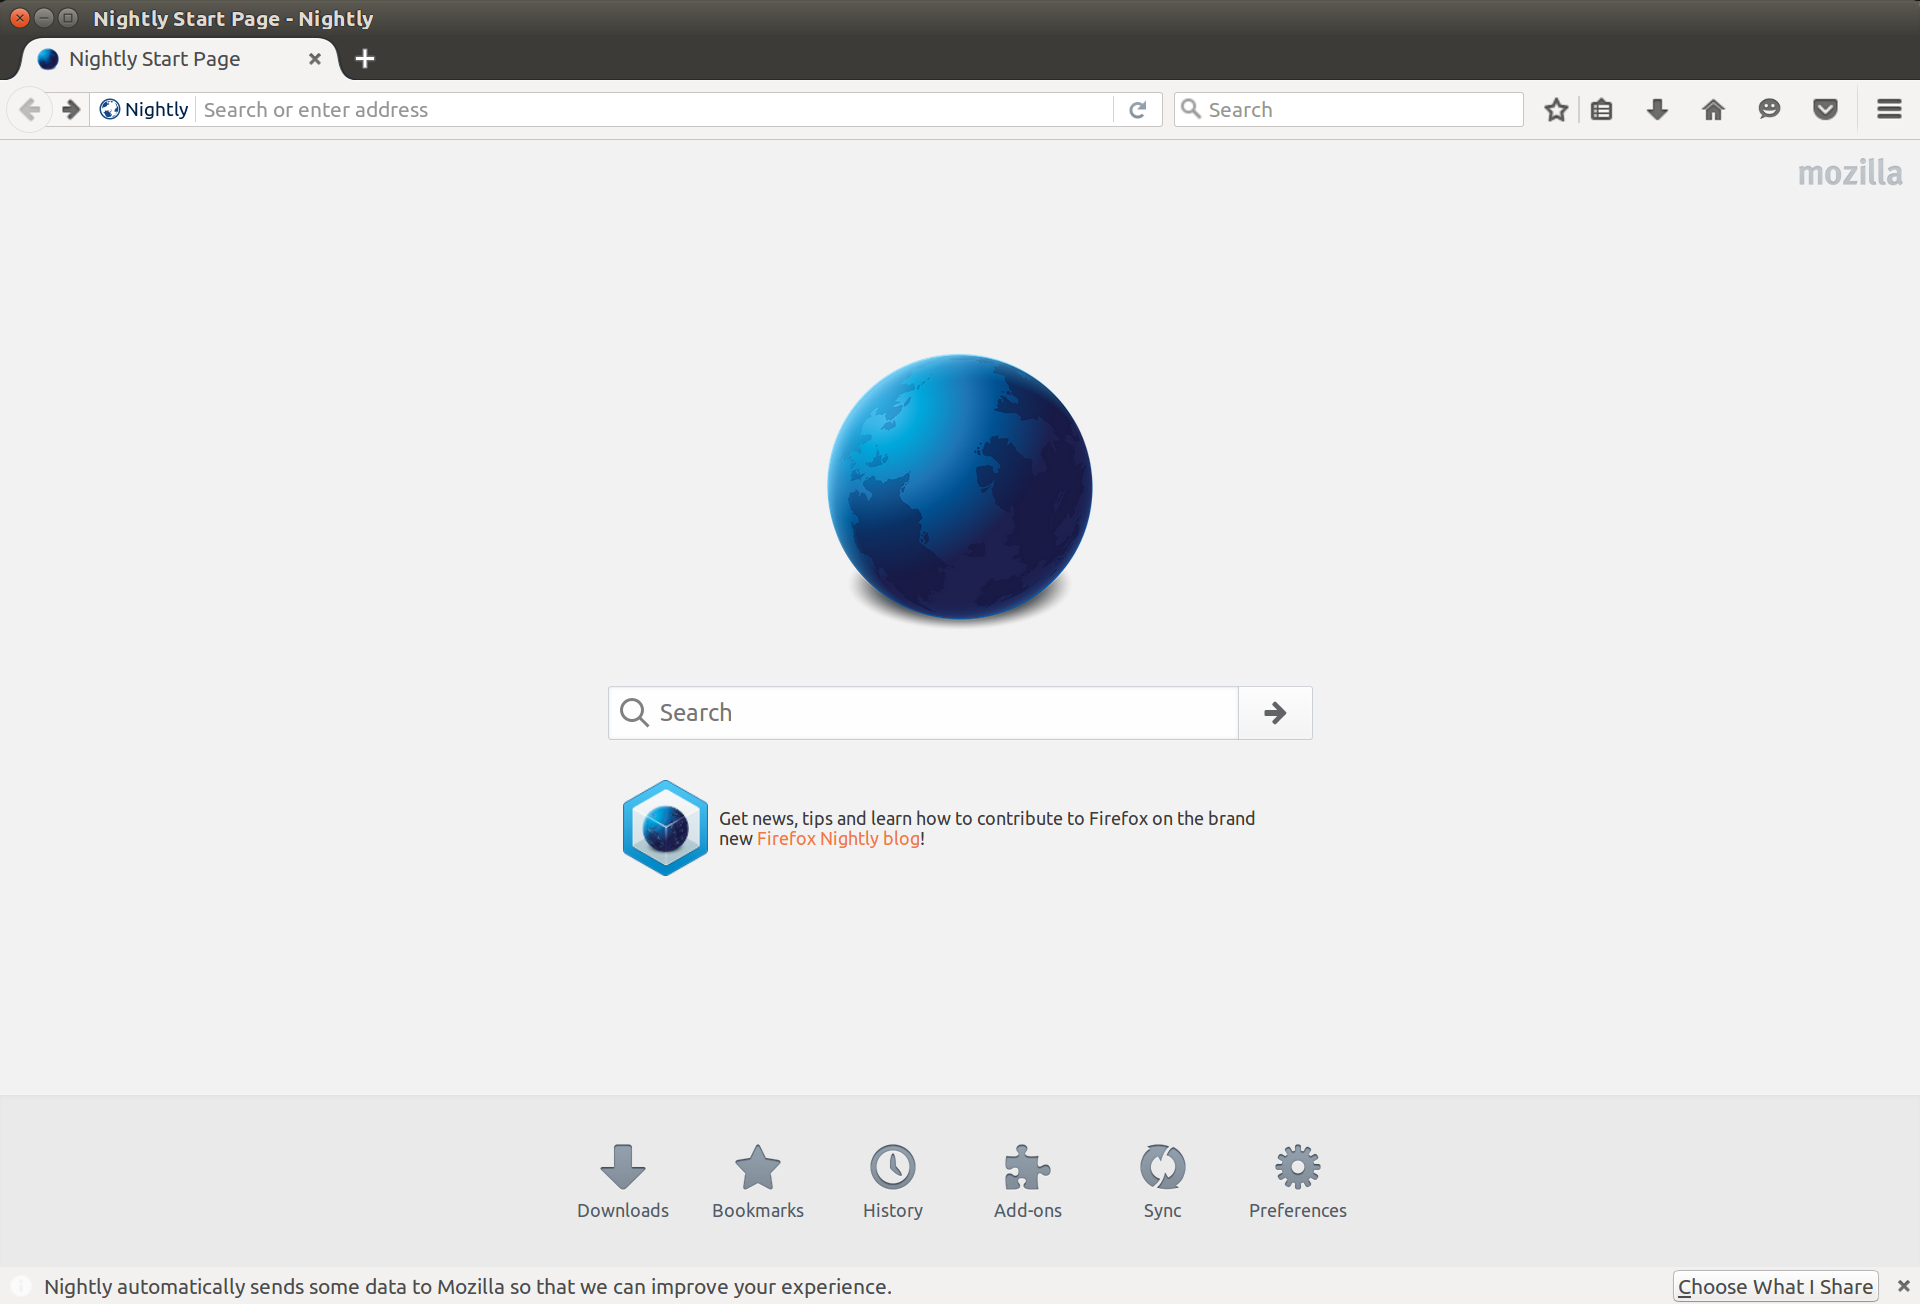 Nightly Start Page - Nightly
Nightly Start Page
Nightly Search or enter address Search
mozilla
Search
Get news, tips and learn how to contribute to Firefox on the brand
new Firefox Nightly blog!
Downloads Bookmarks History Add-ons Sync Preferences
Nightly automatically sends some data to Mozilla so that we can improve your experience. Choose What I Share